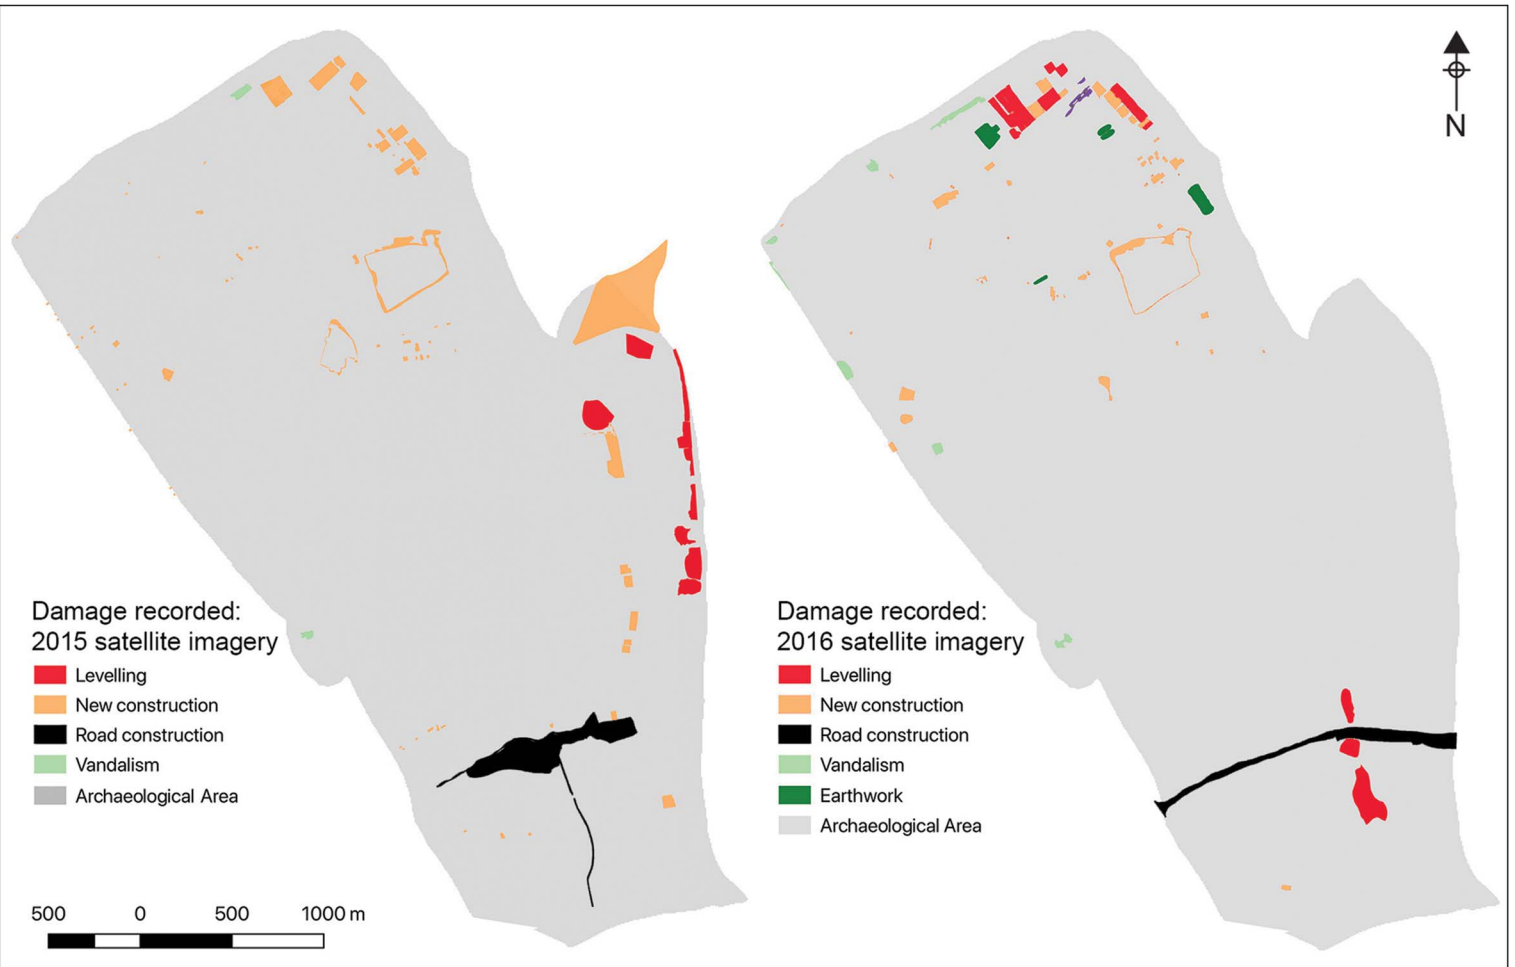 N
Damage recorded:
2015 satellite imagery
Levelling
New construction
Road construction
Vandalism
Archaeological Area
500 0 500 1000 m
Damage recorded:
2016 satellite imagery
Levelling
New construction
Road construction
Vandalism
Earthwork
Archaeological Area